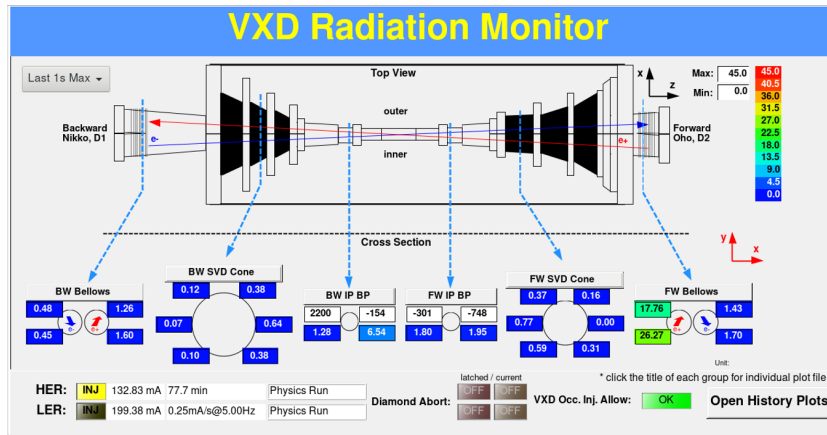 VXD Radiation Monitor
Last 1s Max
Top View
x
z
Max: 45.0
Min: 0.0
45.0
40.5
36.0
31.5
27.0
22.5
18.0
13.5
9.0
4.5
0.0
outer
Backward
Nikko, D1
e-
inner
e+
Forward
Oho, D2
Cross Section
y
x
BW Bellows
0.48 1.26
e- e+
0.45 1.60
BW SVD Cone
0.12 0.38
0.07 0.64
0.10 0.38
BW IP BP
2200 -154
1.28 6.54
FW IP BP
-301 -748
1.80 1.95
FW SVD Cone
0.37 0.16
0.77 0.00
0.59 0.31
FW Bellows
17.76 1.43
e+ e-
26.27 1.70
Unit:
* click the title of each group for individual plot file
HER: INJ 132.83 mA 77.7 min Physics Run
LER: INJ 199.38 mA 0.25mA/s@5.00Hz Physics Run
latched / current
Diamond Abort:
OFF OFF
OFF OFF
VXD Occ. Inj. Allow: OK
Open History Plots